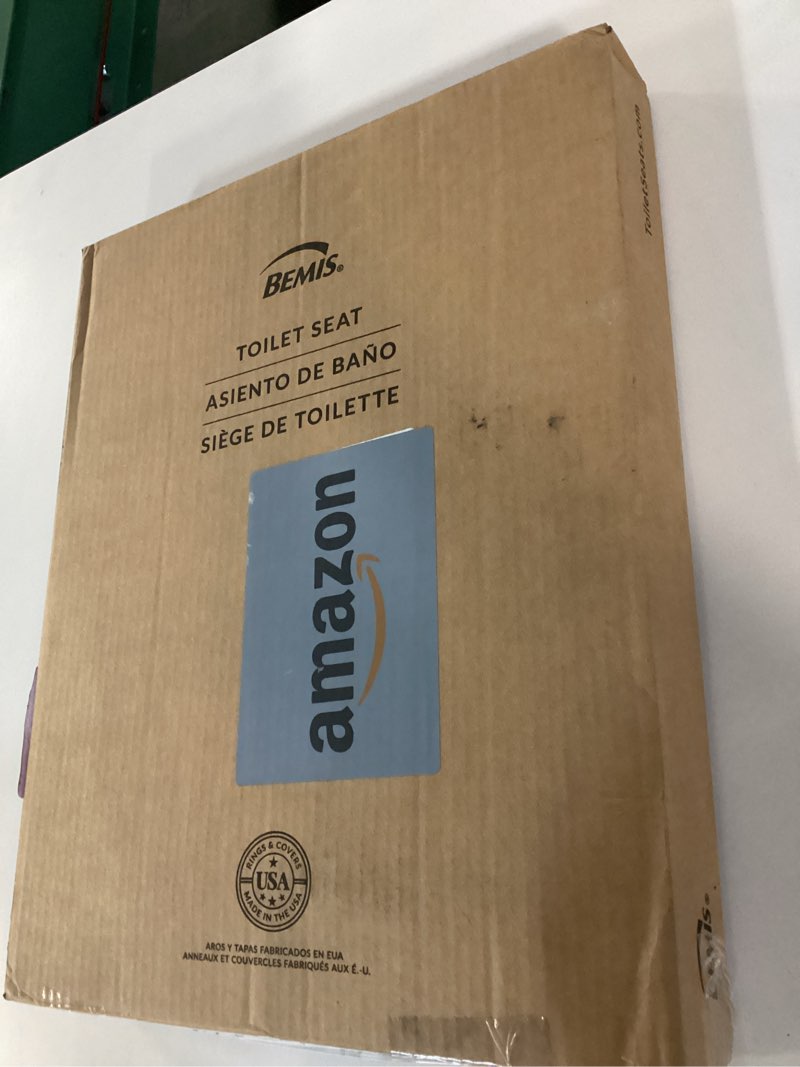 BEMIS®
TOILET SEAT
ASIENTO DE BAÑO
SIÈGE DE TOILETTE
amazon
RINGS & COVERS
USA
MADE IN THE USA
AROS Y TAPAS FABRICADOS EN EUA
ANNEAUX ET COUVERCLES FABRIQUÉS AUX É.-U.
ToiletSeats.com